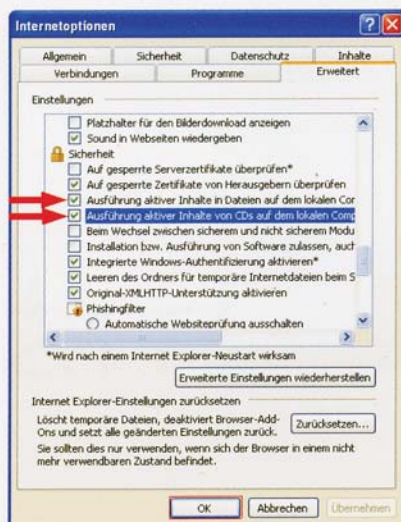 Internetoptionen
Allgemein Sicherheit Datenschutz Inhalte
Verbindungen Programme Erweitert
Einstellungen
Platzhalter für den Bilderdownload anzeigen
Sound in Webseiten wiedergeben
Sicherheit
Auf gesperrte Serverzertifikate überprüfen*
Auf gesperrte Zertifikate von Herausgebern überprüfen
Ausführung aktiver Inhalte in Dateien auf dem lokalen Cor
Ausführung aktiver Inhalte von CDs auf dem lokalen Comp
Beim Wechsel zwischen sicherem und nicht sicherem Modu
Installation bzw. Ausführung von Software zulassen, auch
Integrierte Windows-Authentifizierung aktivieren*
Leeren des Ordners für temporäre Internetdateien beim S
Original-XMLHTTP-Unterstützung aktivieren
Phishingfilter
Automatische Websiteprüfung ausschalten
*Wird nach einem Internet Explorer-Neustart wirksam
Erweiterte Einstellungen wiederherstellen
Internet Explorer-Einstellungen zurücksetzen
Löscht temporäre Dateien, deaktiviert Browser-Add-
Ons und setzt alle geänderten Einstellungen zurück.
Zurücksetzen...
Sie sollten dies nur verwenden, wenn sich der Browser in einem nicht
mehr verwendbaren Zustand befindet.
OK Abbrechen Übernehmen